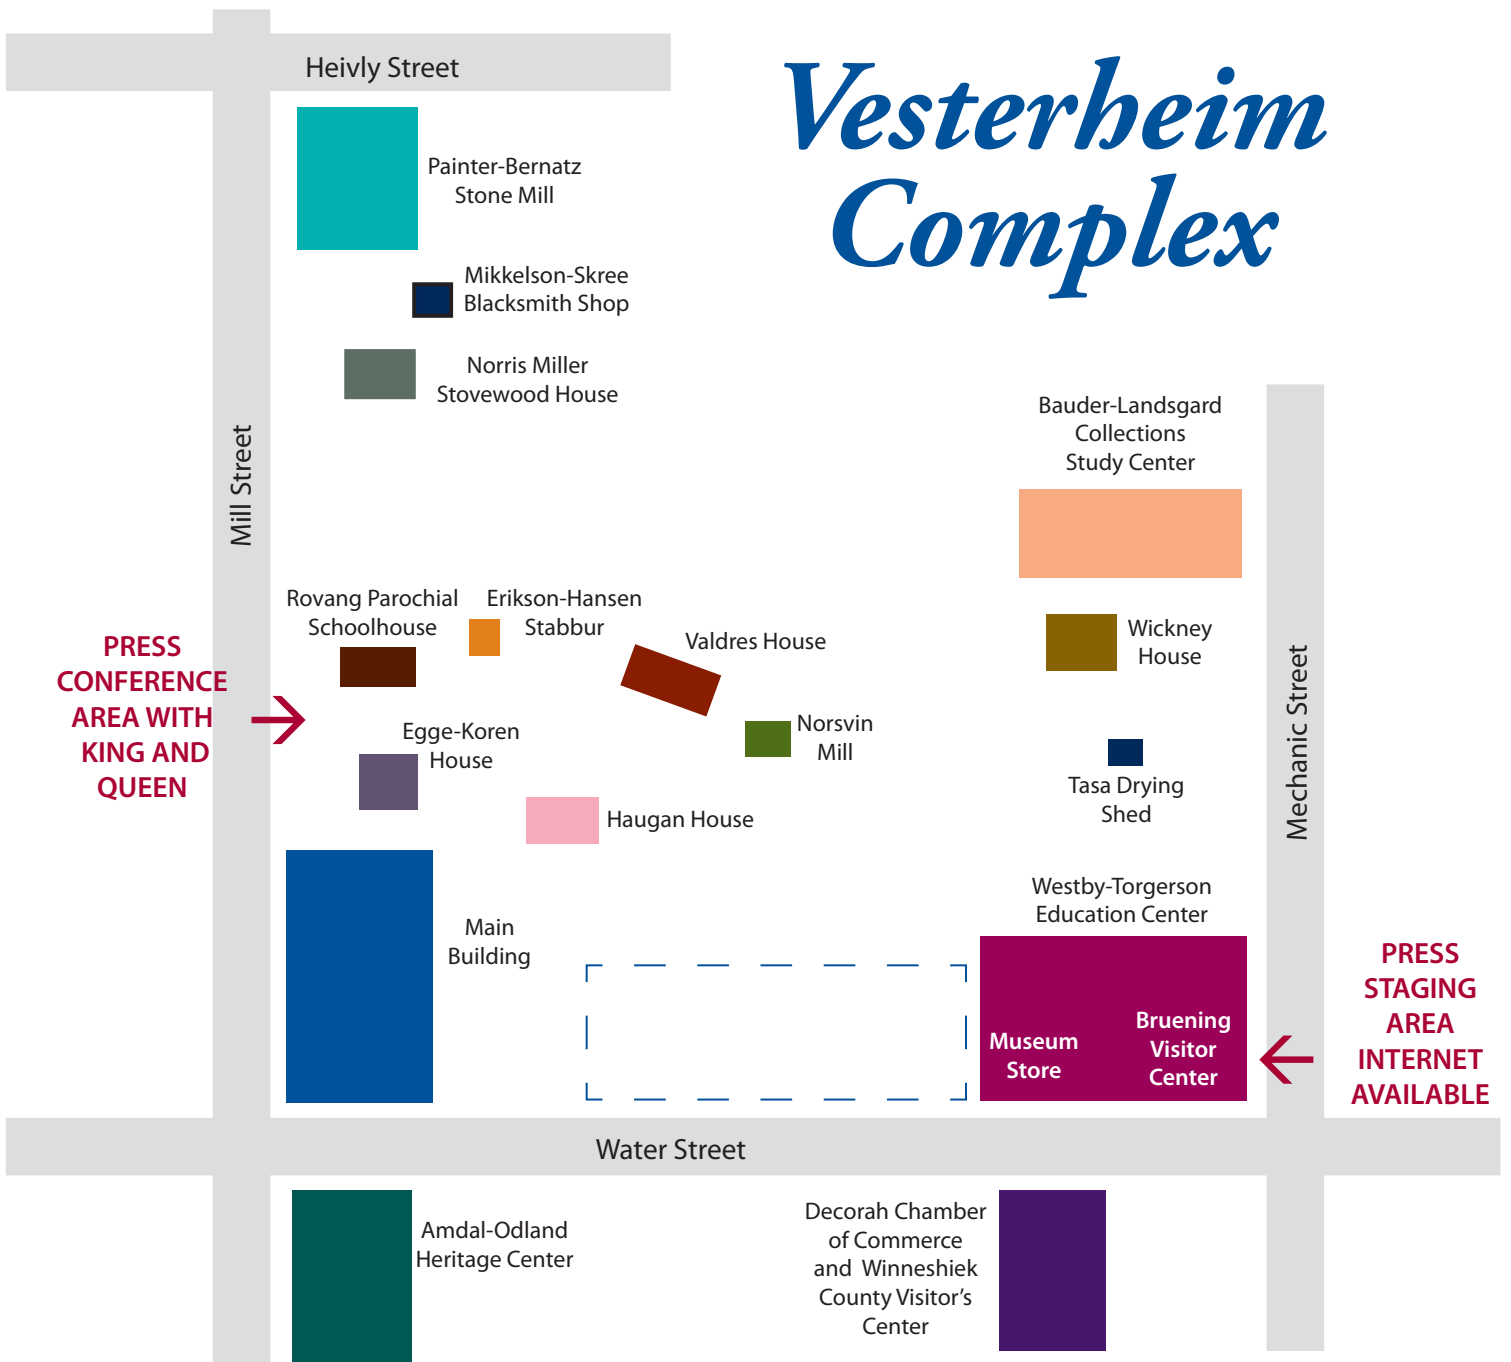 Heivly Street
Vesterheim
Complex
Painter-Bernatz
Stone Mill
Mikkelson-Skree
Blacksmith Shop
Norris Miller
Stovewood House
Mill Street
Bauder-Landsgard
Collections
Study Center
Rovang Parochial
Schoolhouse
Erikson-Hansen
Stabbur
Valdres House
Wickney
House
PRESS
CONFERENCE
AREA WITH
KING AND
QUEEN
Egge-Koren
House
Norsvin
Mill
Mechanic Street
Tasa Drying
Shed
Haugan House
Westby-Torgerson
Education Center
Main
Building
Museum
Store
Bruening
Visitor
Center
PRESS
STAGING
AREA
INTERNET
AVAILABLE
Water Street
Amdal-Odland
Heritage Center
Decorah Chamber
of Commerce
and Winneshiek
County Visitor's
Center